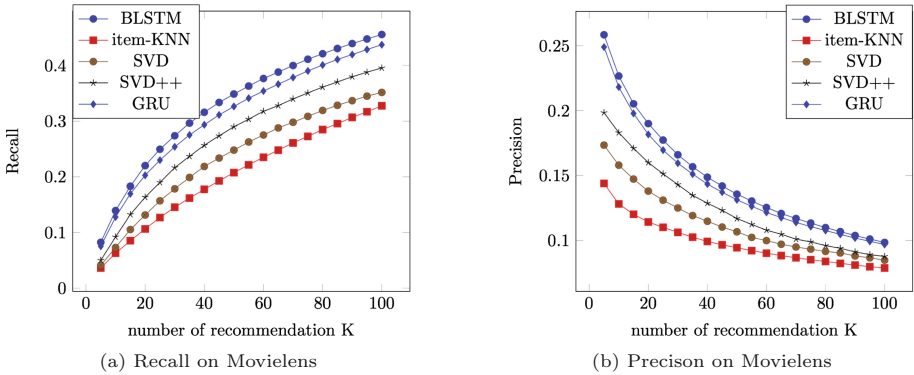 BLSTM
item-KNN
SVD
SVD++
GRU
Recall
0.4
0.3
0.2
0.1
0
0
20
40
60
80
100
number of recommendation K
(a) Recall on Movielens
BLSTM
item-KNN
SVD
SVD++
GRU
Precision
0.25
0.2
0.15
0.1
0
20
40
60
80
100
number of recommendation K
(b) Precison on Movielens